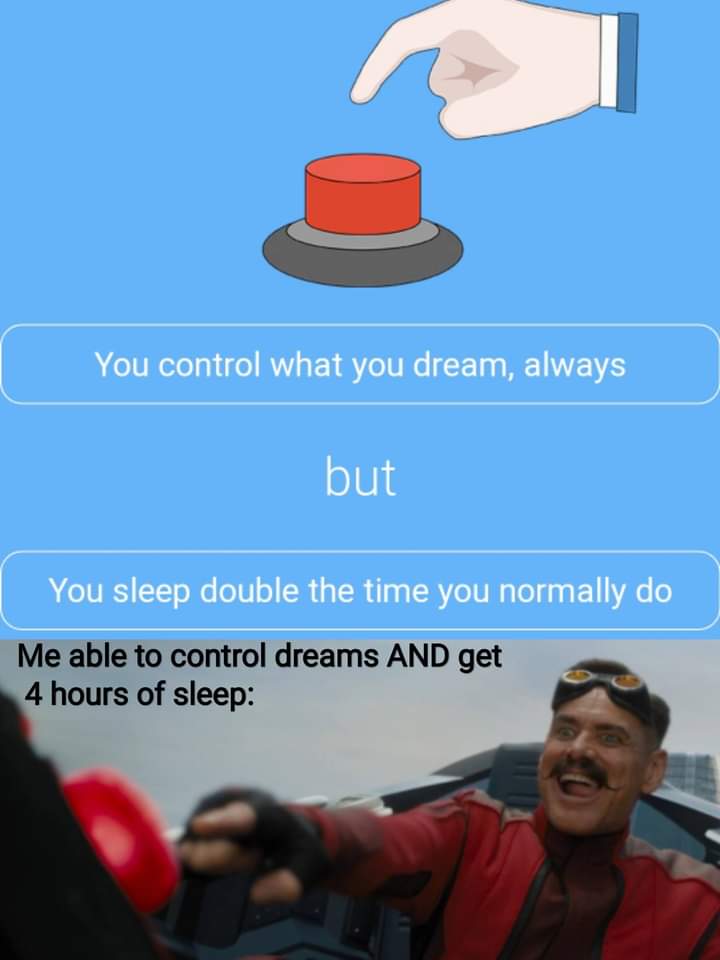 You control what you dream, always
but
You sleep double the time you normally do
Me able to control dreams AND get
4 hours of sleep: